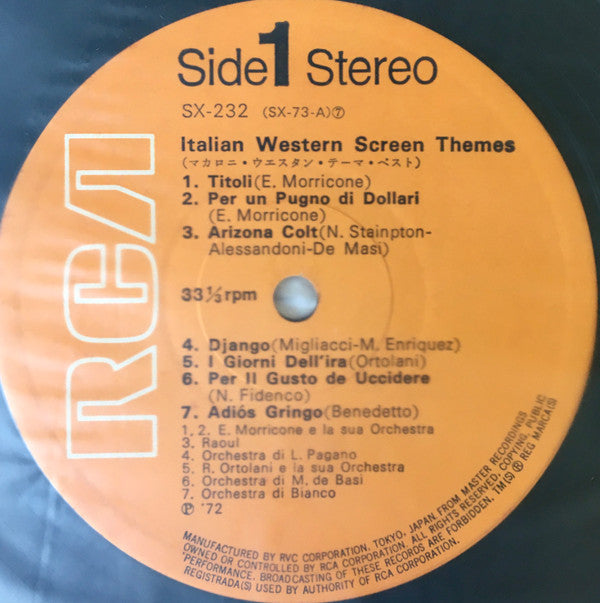 RCA
Side 1 Stereo
SX-232 (SX-73-A)⑦
Italian Western Screen Themes
(マカロニ・ウエスタン・テーマ・ベスト)
1. Titoli(E. Morricone)
2. Per un Pugno di Dollari
(E. Morricone)
3. Arizona Colt(N. Stainpton-
Alessandoni-De Masi)
33⅓rpm
4. Django(Migliacci-M. Enriquez)
5. I Giorni Dell'ira(Ortolani)
6. Per Il Gusto de Uccidere
(N. Fidenco)
7. Adiós Gringo(Benedetto)
1, 2. E. Morricone e la sua Orchestra
3. Raoul
4. Orchestra di L. Pagano
5. R. Ortolani e la sua Orchestra
6. Orchestra di M. de Basi
7. Orchestra di Bianco
℗ '72
MANUFACTURED BY RVC CORPORATION, TOKYO, JAPAN, FROM MASTER RECORDINGS
OWNED OR CONTROLLED BY RCA CORPORATION. ALL RIGHTS RESERVED, COPYING, PUBLIC
PERFORMANCE, BROADCASTING OF THESE RECORDS ARE FORBIDDEN. TM(S) ® REG. MARCA(S)
REGISTRADA(S) USED BY AUTHORITY OF RCA CORPORATION.